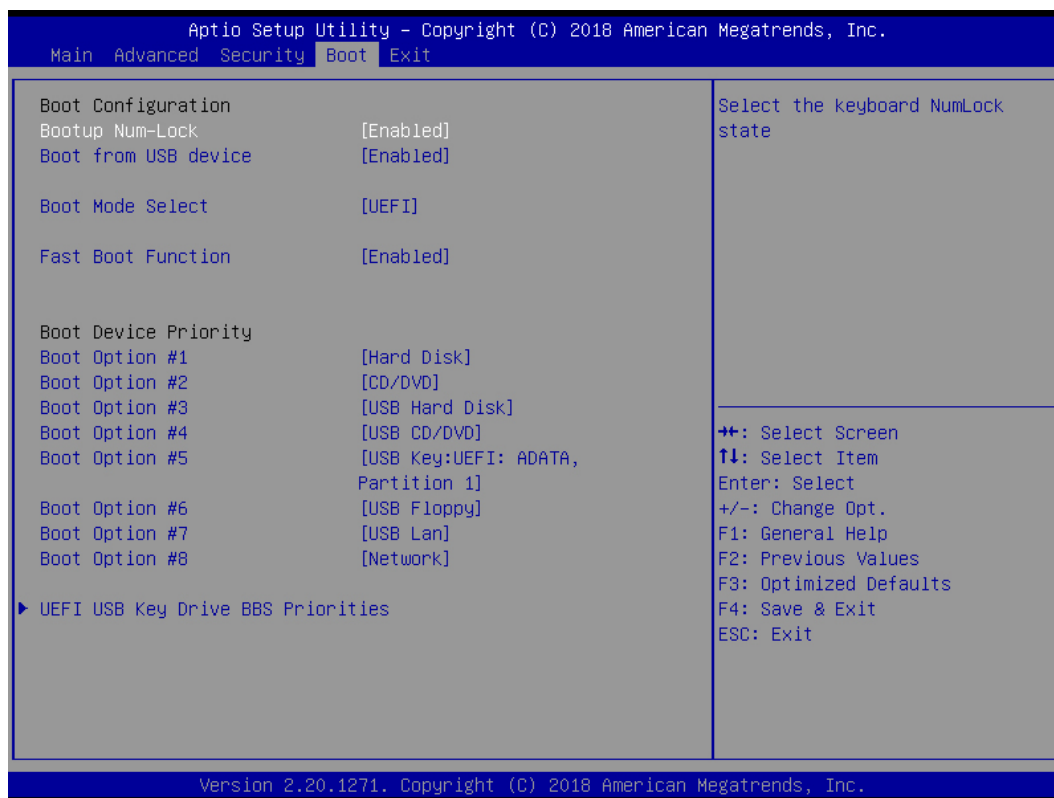 Aptio Setup Utility – Copyright (C) 2018 American Megatrends, Inc.
Main Advanced Security Boot Exit
Boot Configuration
Bootup Num-Lock [Enabled]
Boot from USB device [Enabled]
Boot Mode Select [UEFI]
Fast Boot Function [Enabled]
Boot Device Priority
Boot Option #1 [Hard Disk]
Boot Option #2 [CD/DVD]
Boot Option #3 [USB Hard Disk]
Boot Option #4 [USB CD/DVD]
Boot Option #5 [USB Key:UEFI: ADATA,
Partition 1]
Boot Option #6 [USB Floppy]
Boot Option #7 [USB Lan]
Boot Option #8 [Network]
UEFI USB Key Drive BBS Priorities
Select the keyboard NumLock
state
→←: Select Screen
↑↓: Select Item
Enter: Select
+/-: Change Opt.
F1: General Help
F2: Previous Values
F3: Optimized Defaults
F4: Save & Exit
ESC: Exit
Version 2.20.1271. Copyright (C) 2018 American Megatrends, Inc.